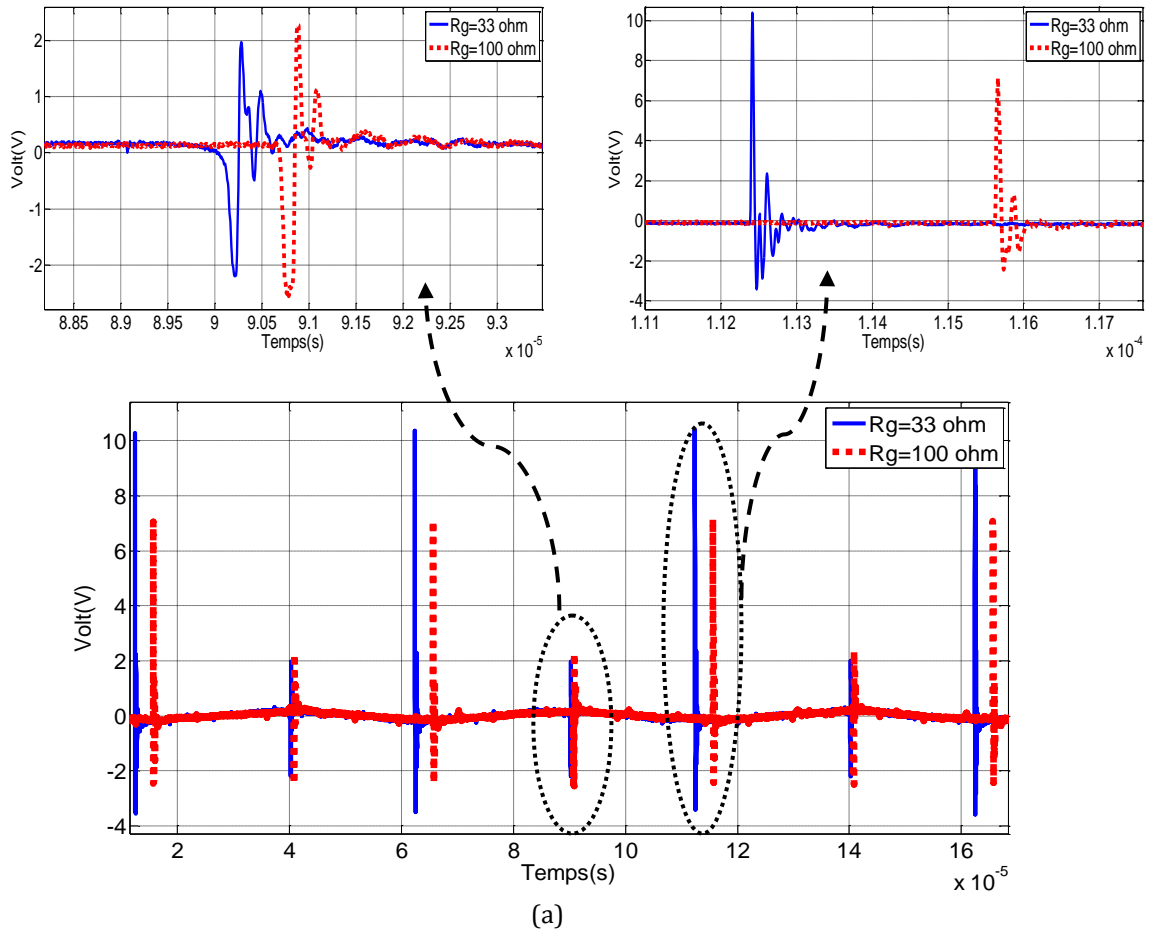 Rg=33 ohm
Rg=100 ohm
Volt(V)
2
1
0
-1
-2
8.85 8.9 8.95 9 9.05 9.1 9.15 9.2 9.25 9.3
Temps(s)
x 10⁻⁵
Rg=33 ohm
Rg=100 ohm
Volt(V)
10
8
6
4
2
0
-2
-4
1.11 1.12 1.13 1.14 1.15 1.16 1.17
Temps(s)
x 10⁻⁴
Rg=33 ohm
Rg=100 ohm
Volt(V)
10
8
6
4
2
0
-2
-4
2 4 6 8 10 12 14 16
Temps(s)
x 10⁻⁵
(a)